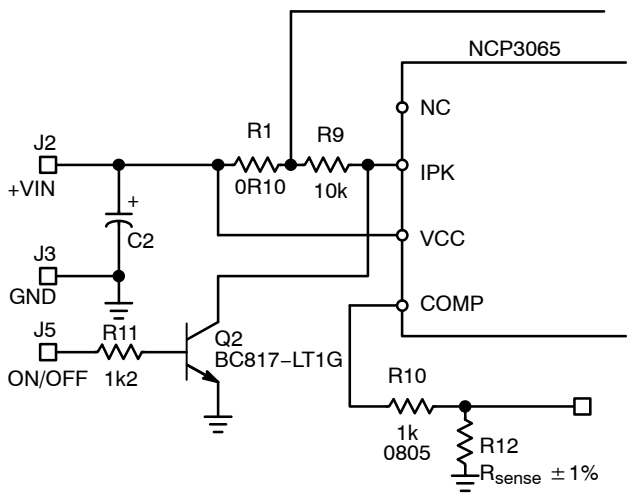 NCP3065
NC
J2
R1
R9
IPK
+VIN
0R10
10k
+
C2
VCC
J3
GND
COMP
J5
R11
Q2
BC817–LT1G
ON/OFF
1k2
R10
1k
0805
R12
Rsense ±1%